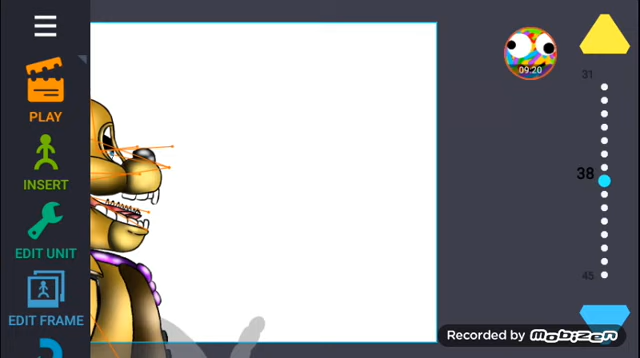 PLAY
INSERT
EDIT UNIT
EDIT FRAME
09:20
31
38
45
Recorded by mobizen